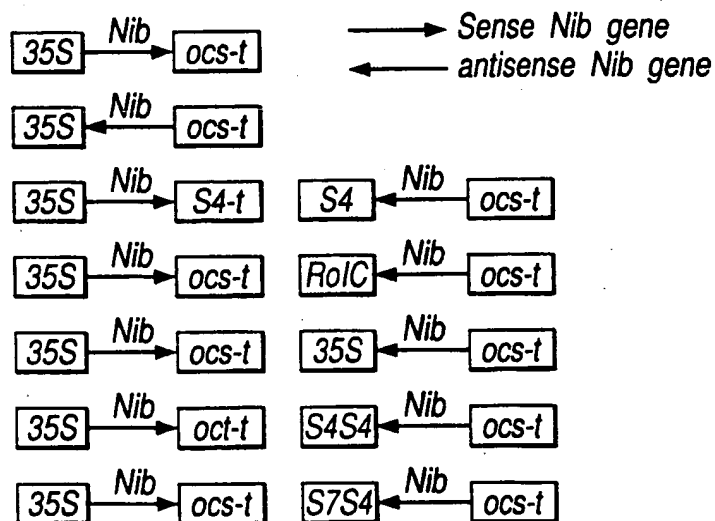 35S Nib ocs-t → Sense Nib gene
35S Nib ocs-t ← antisense Nib gene
35S Nib S4-t S4 Nib ocs-t
35S Nib ocs-t RolC Nib ocs-t
35S Nib ocs-t 35S Nib ocs-t
35S Nib oct-t S4S4 Nib ocs-t
35S Nib ocs-t S7S4 Nib ocs-t